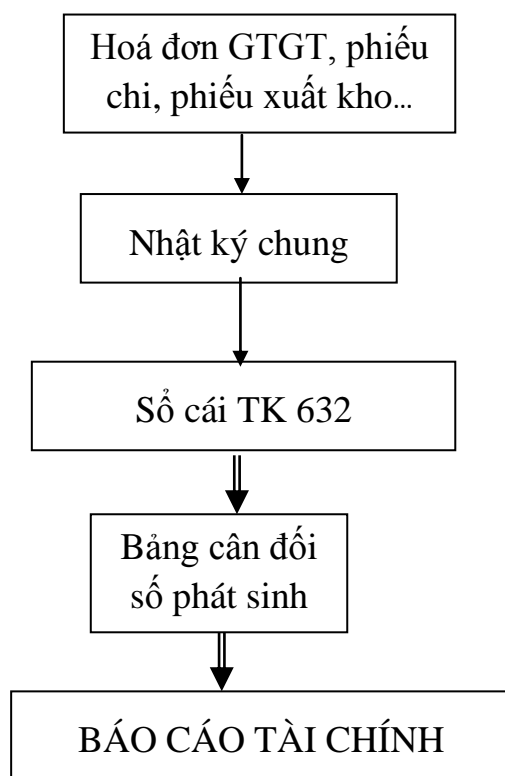 Hoá đơn GTGT, phiếu
chi, phiếu xuất kho...
Nhật ký chung
Sổ cái TK 632
Bảng cân đối
số phát sinh
BÁO CÁO TÀI CHÍNH